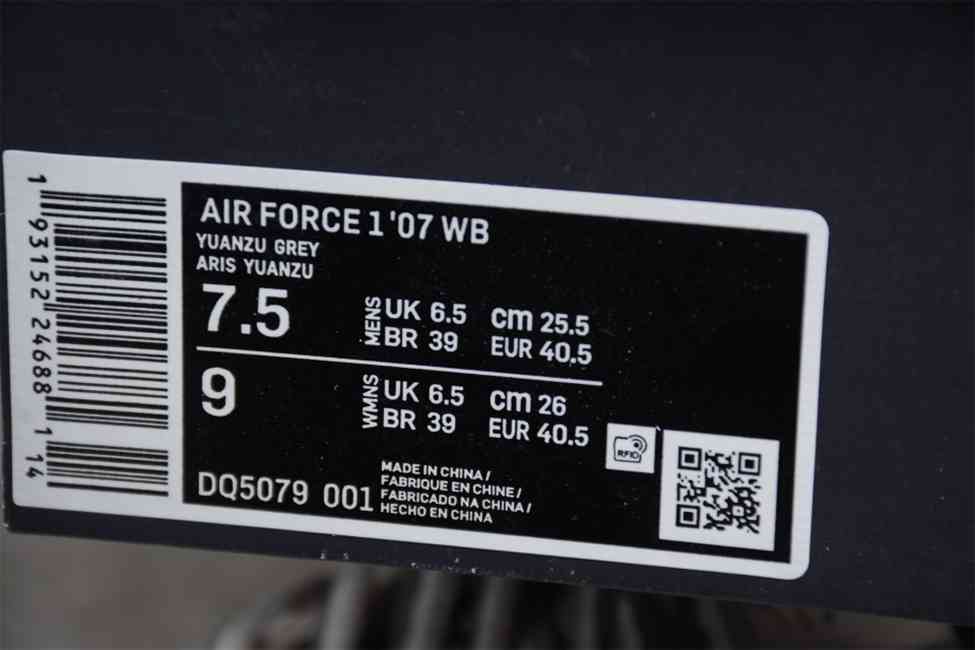 1 93152 24688 1 14
AIR FORCE 1 '07 WB
YUANZU GREY
ARIS YUANZU
7.5
MENS
UK 6.5 cm 25.5
BR 39 EUR 40.5
9
WMNS
UK 6.5 cm 26
BR 39 EUR 40.5
RFID
DQ5079 001
MADE IN CHINA /
FABRIQUE EN CHINE /
FABRICADO NA CHINA /
HECHO EN CHINA